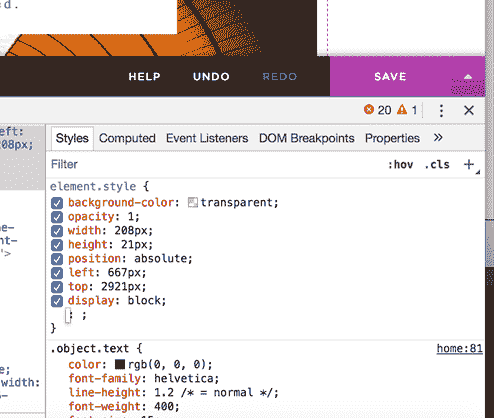 d.
HELP UNDO REDO SAVE
20 1
left: Styles Computed Event Listeners DOM Breakpoints Properties »
208px;
Filter :hov .cls +
element.style {
background-color: transparent;
opacity: 1;
width: 208px;
height: 21px;
position: absolute;
left: 667px;
top: 2921px;
display: block;
: ;
}
.object.text { home:81
color: rgb(0, 0, 0);
font-family: helvetica;
line-height: 1.2 /* = normal */;
width: font-weight: 400;